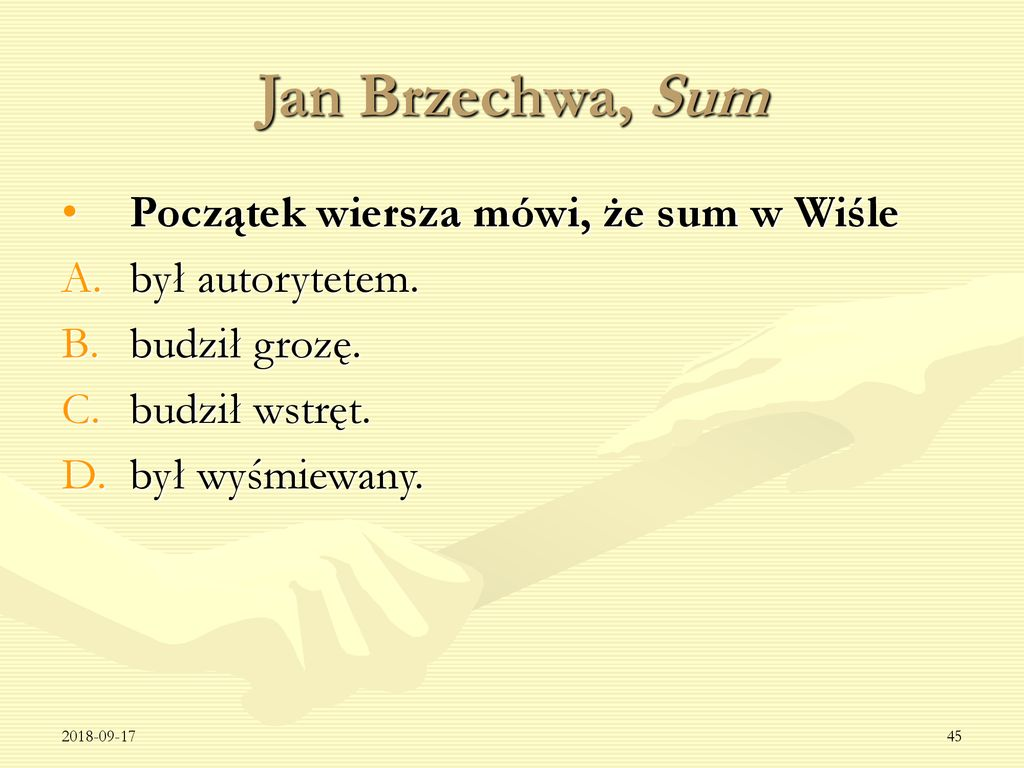 Jan Brzechwa, Sum
• Początek wiersza mówi, że sum w Wiśle
A. był autorytetem.
B. budził grozę.
C. budził wstręt.
D. był wyśmiewany.
2018-09-17
45